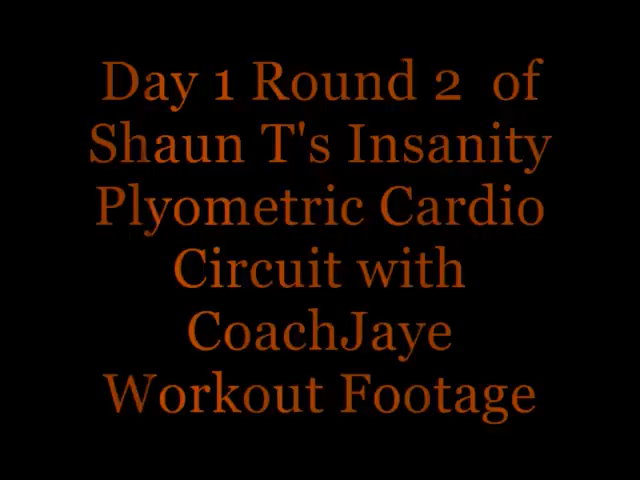 Day 1 Round 2  of
Shaun T's Insanity
Plyometric Cardio
Circuit with
CoachJaye
Workout Footage